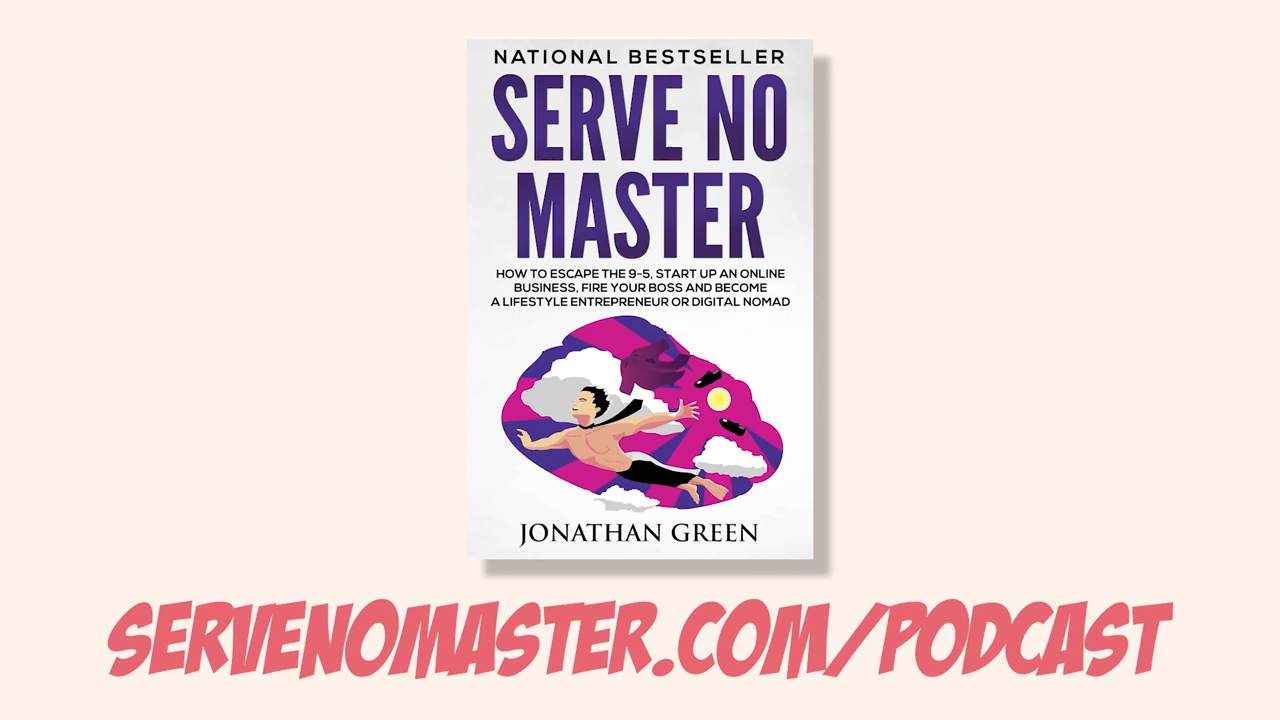 NATIONAL BESTSELLER
SERVE NO
MASTER
HOW TO ESCAPE THE 9-5, START UP AN ONLINE
BUSINESS, FIRE YOUR BOSS AND BECOME
A LIFESTYLE ENTREPRENEUR OR DIGITAL NOMAD
JONATHAN GREEN
SERVENOMASTER.COM/PODCAST